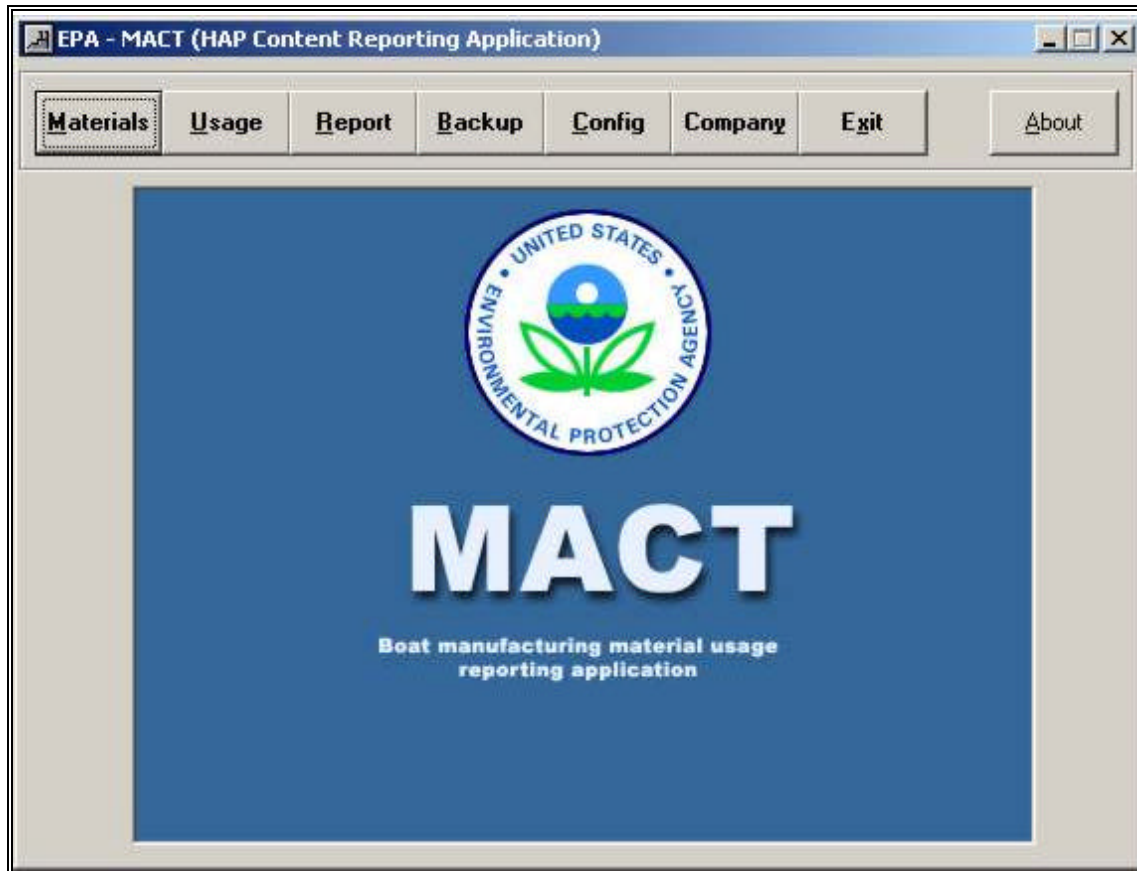 EPA - MACT (HAP Content Reporting Application)
Materials Usage Report Backup Config Company Exit About
UNITED STATES • ENVIRONMENTAL PROTECTION AGENCY •
MACT
Boat manufacturing material usage
reporting application